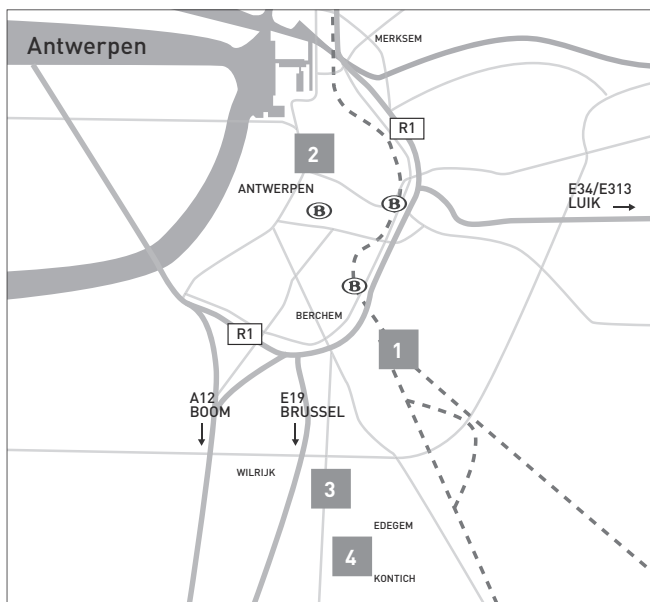 MERKSEM
Antwerpen
R1
2
ANTWERPEN
E34/E313
LUIK
B
B
B
BERCHEM
R1
1
A12
BOOM
E19
BRUSSEL
WILRIJK
3
EDEGEM
4
KONTICH